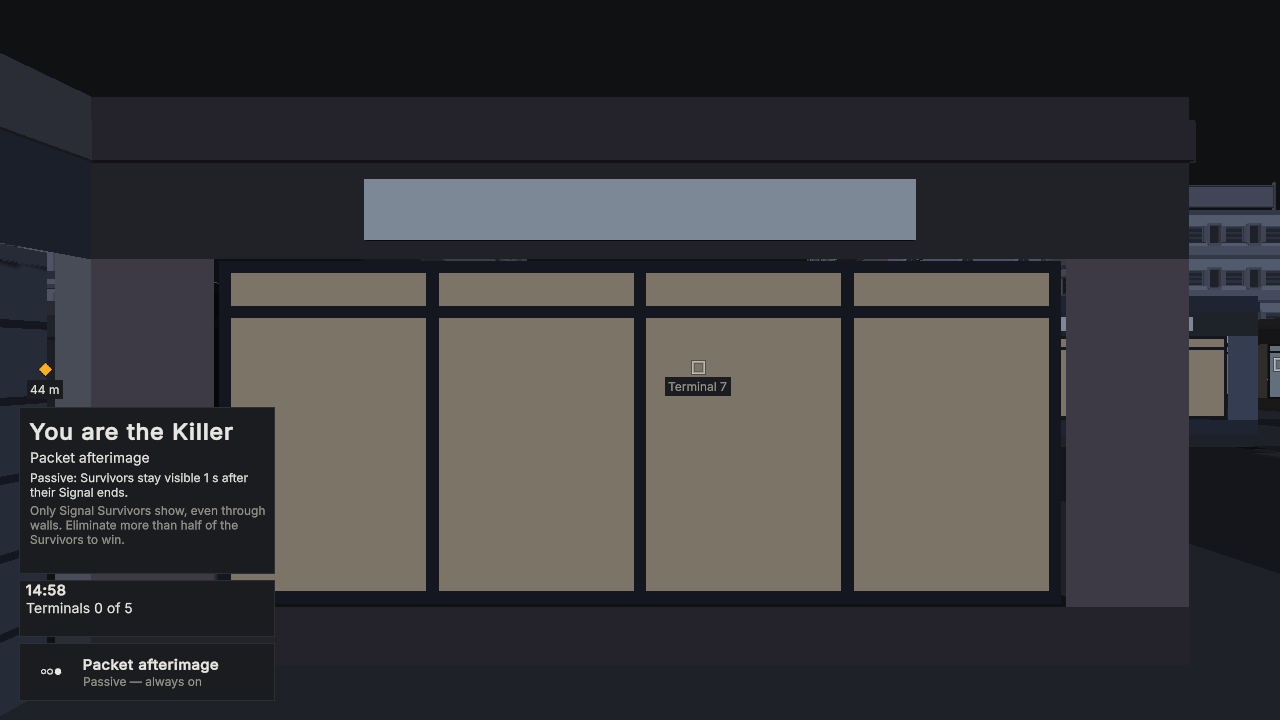 Terminal 7
44 m
You are the Killer
Packet afterimage
Passive: Survivors stay visible 1 s after
their Signal ends.
Only Signal Survivors show, even through
walls. Eliminate more than half of the
Survivors to win.
14:58
Terminals 0 of 5
Packet afterimage
Passive — always on